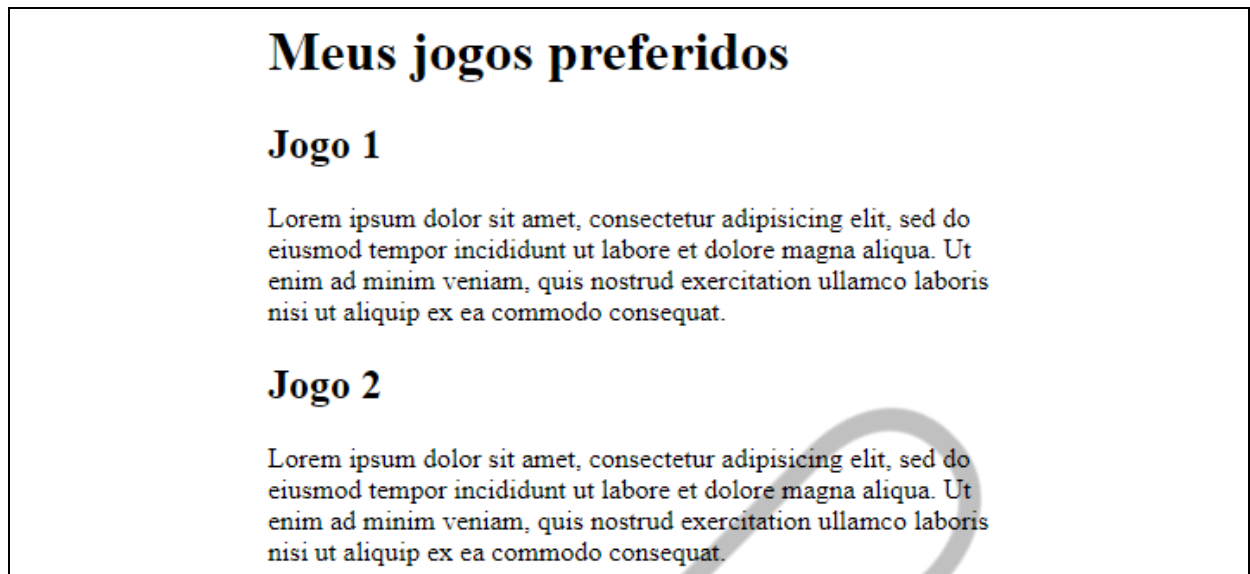 Meus jogos preferidos
Jogo 1
Lorem ipsum dolor sit amet, consectetur adipisicing elit, sed do
eiusmod tempor incididunt ut labore et dolore magna aliqua. Ut
enim ad minim veniam, quis nostrud exercitation ullamco laboris
nisi ut aliquip ex ea commodo consequat.
Jogo 2
Lorem ipsum dolor sit amet, consectetur adipisicing elit, sed do
eiusmod tempor incididunt ut labore et dolore magna aliqua. Ut
enim ad minim veniam, quis nostrud exercitation ullamco laboris
nisi ut aliquip ex ea commodo consequat.